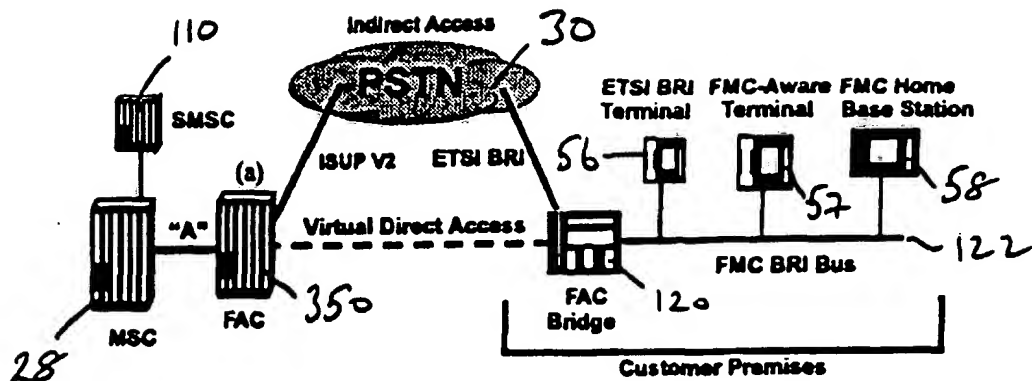 Indirect Access
110
30
PSTN
ETSI BRI Terminal
FMC-Aware Terminal
FMC Home Base Station
SMSC
56
57
58
ISUP V2
ETSI BRI
(a)
"A"
Virtual Direct Access
122
FMC BRI Bus
28
MSC
FAC
350
FAC Bridge
120
Customer Premises